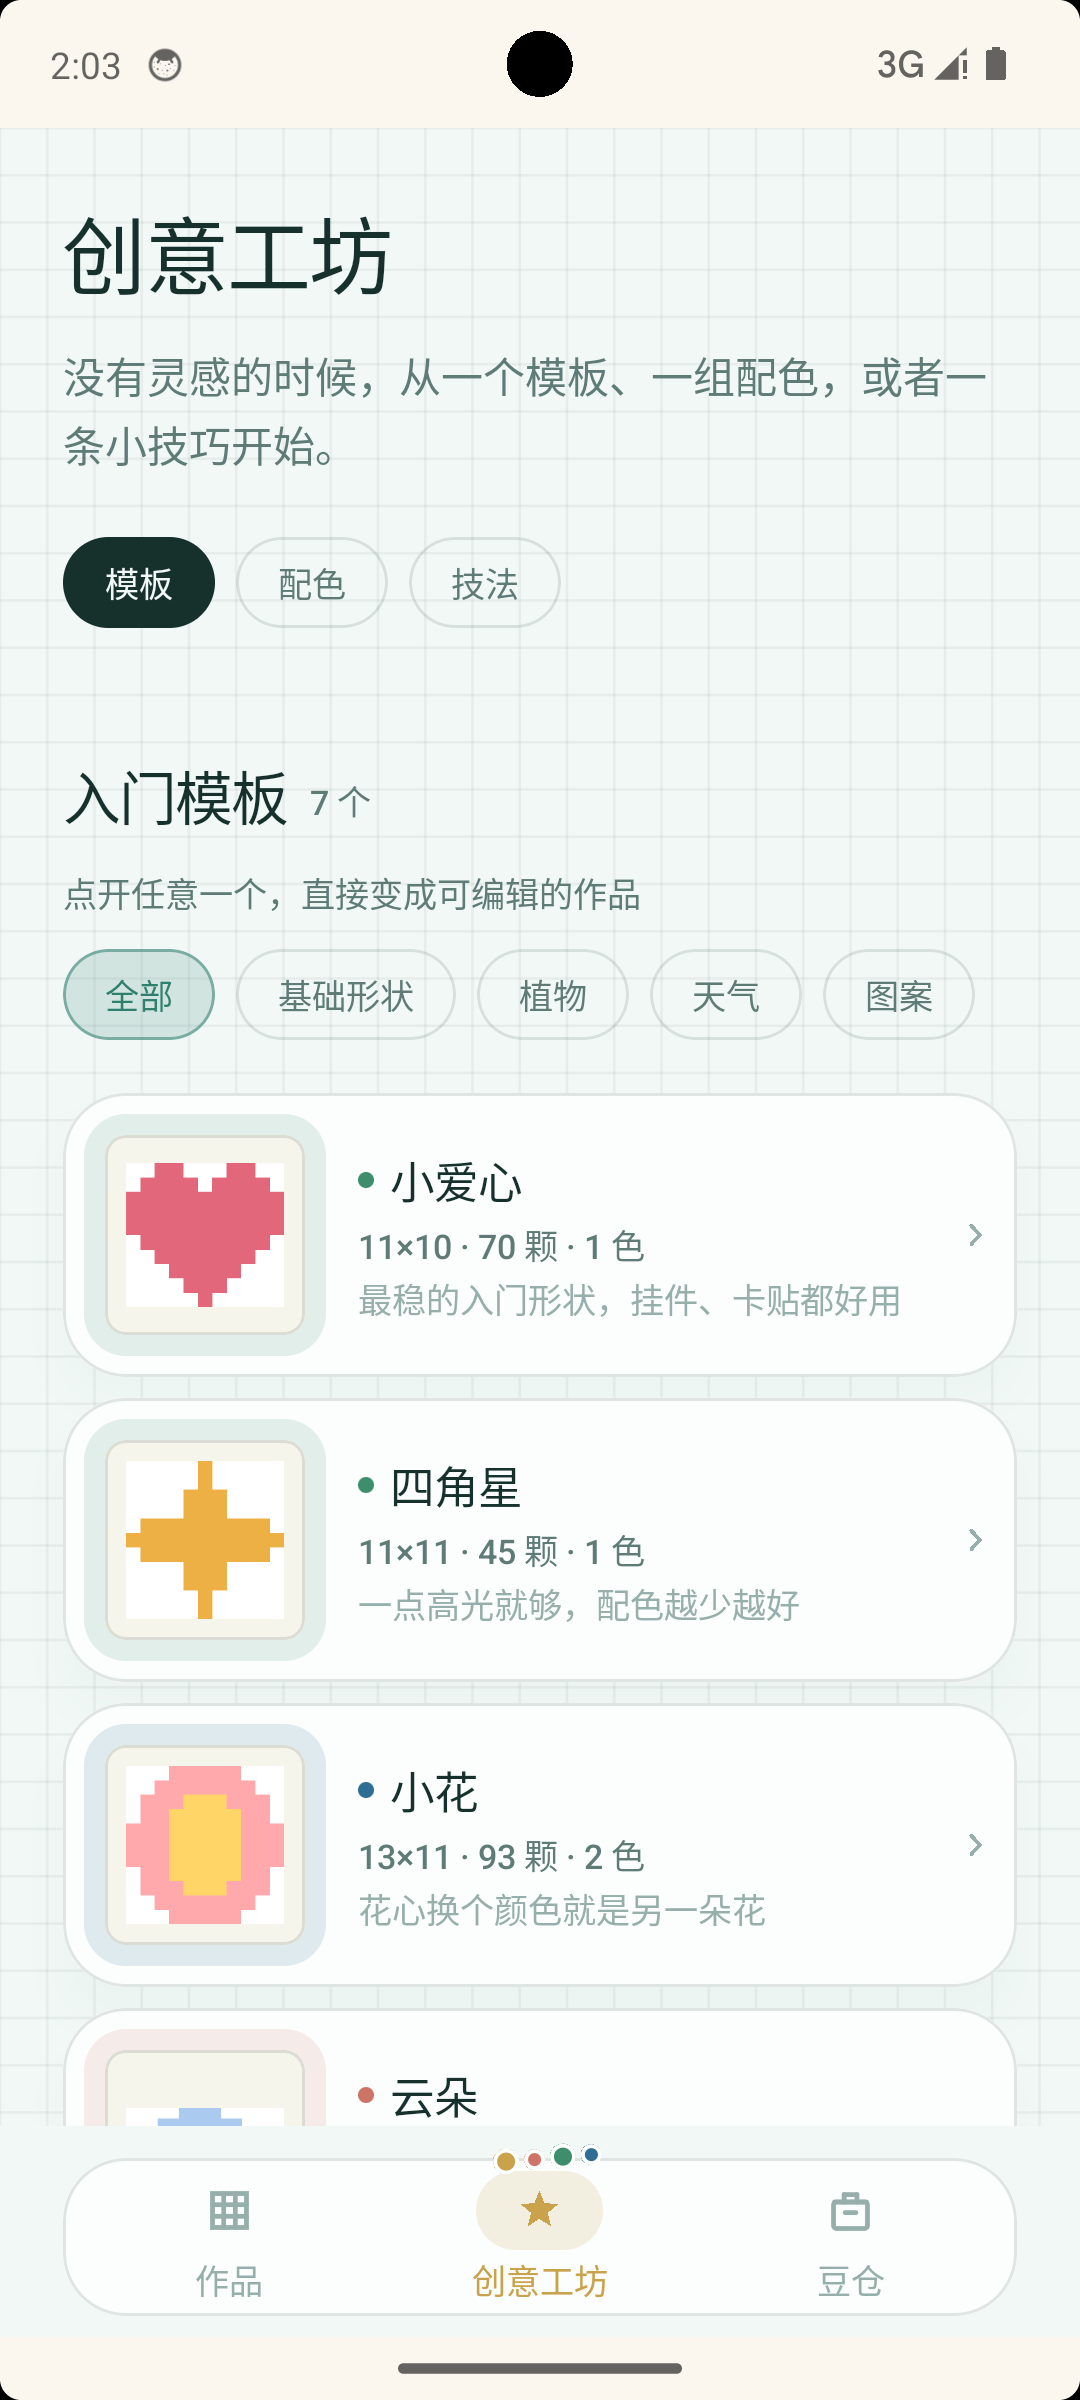 2:03
3G
创意工坊
没有灵感的时候，从一个模板、一组配色，或者一
条小技巧开始。
模板
配色
技法
入门模板 7 个
点开任意一个，直接变成可编辑的作品
全部
基础形状
植物
天气
图案
小爱心
11×10 · 70 颗 · 1 色
最稳的入门形状，挂件、卡贴都好用
四角星
11×11 · 45 颗 · 1 色
一点高光就够，配色越少越好
小花
13×11 · 93 颗 · 2 色
花心换个颜色就是另一朵花
云朵
作品
创意工坊
豆仓